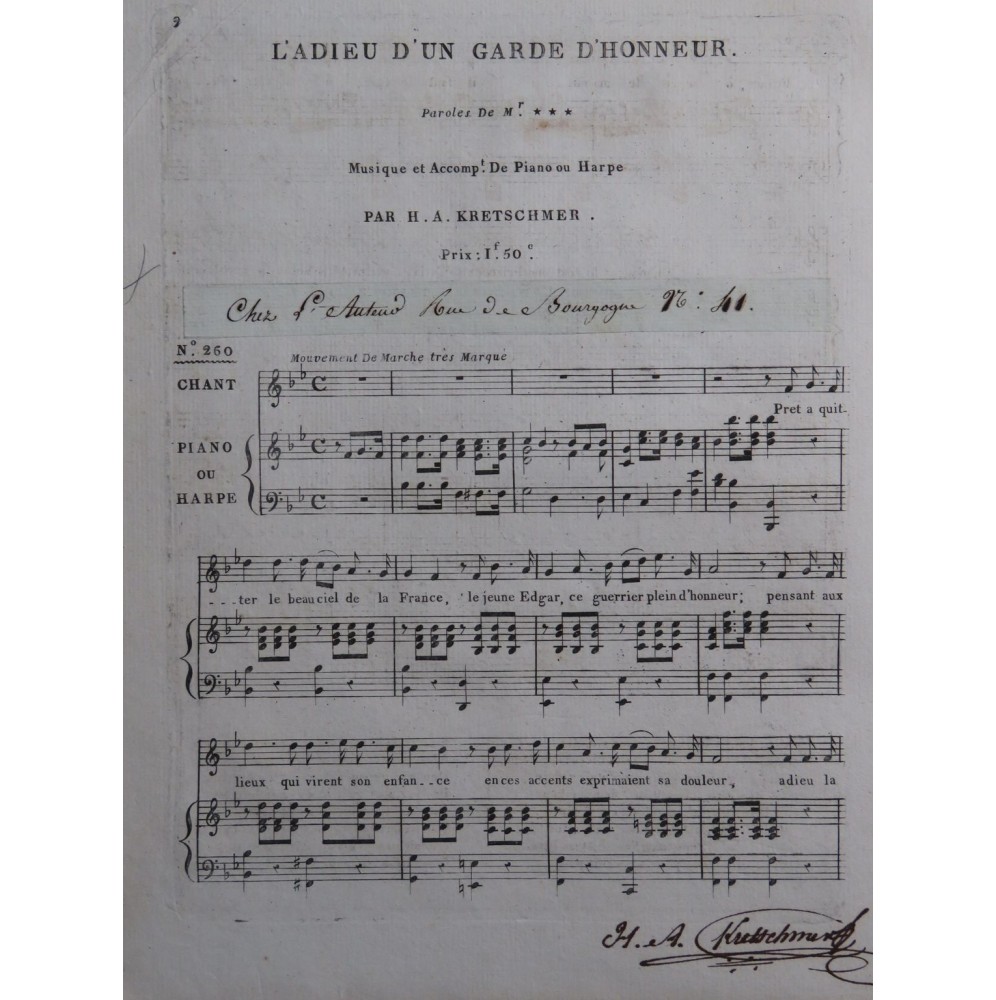 L'ADIEU D'UN GARDE D'HONNEUR.
Paroles De Mr. ★ ★ ★
Musique et Accompt. De Piano ou Harpe
PAR H. A. KRETSCHMER.
Prix; 1f. 50c.
Chez Rue de Bourgogne No. 41.
No. 260
Mouvement De Marche très Marqué
CHANT
Pret a quit-
PIANO
OU
HARPE
---ter le beau ciel de la France, le jeune Edgar, ce guerrier plein d'honneur; pensant aux
lieux qui virent son enfan--ce en ces accents exprimaient sa douleur, adieu la
H. A. Kretschmer